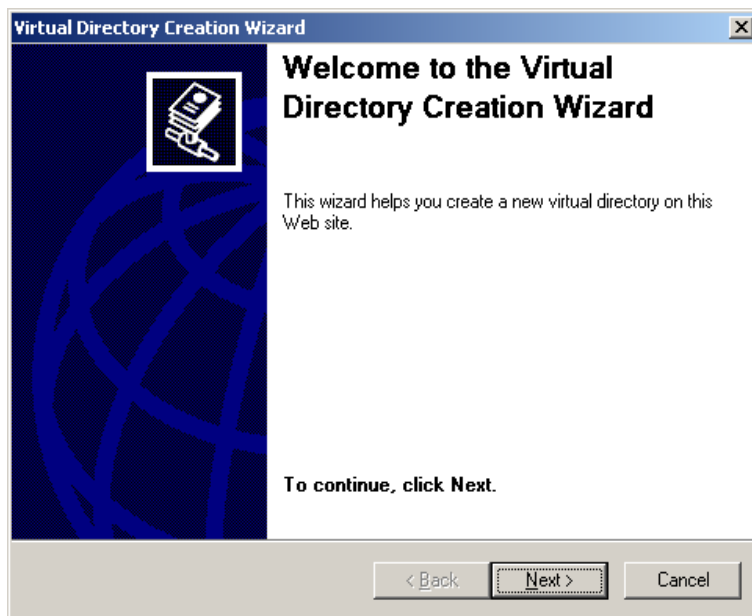 Virtual Directory Creation Wizard
Welcome to the Virtual
Directory Creation Wizard
This wizard helps you create a new virtual directory on this
Web site.
To continue, click Next.
< Back
Next >
Cancel